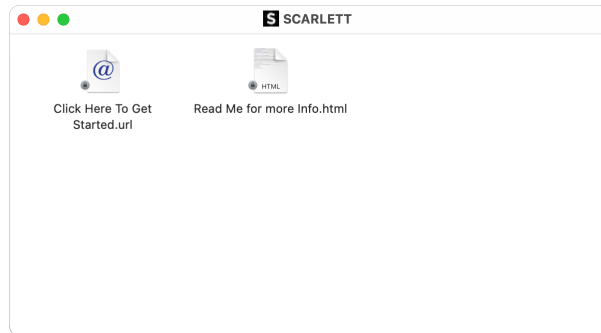 S SCARLETT
@
HTML
Click Here To Get
Started.url
Read Me for more Info.html